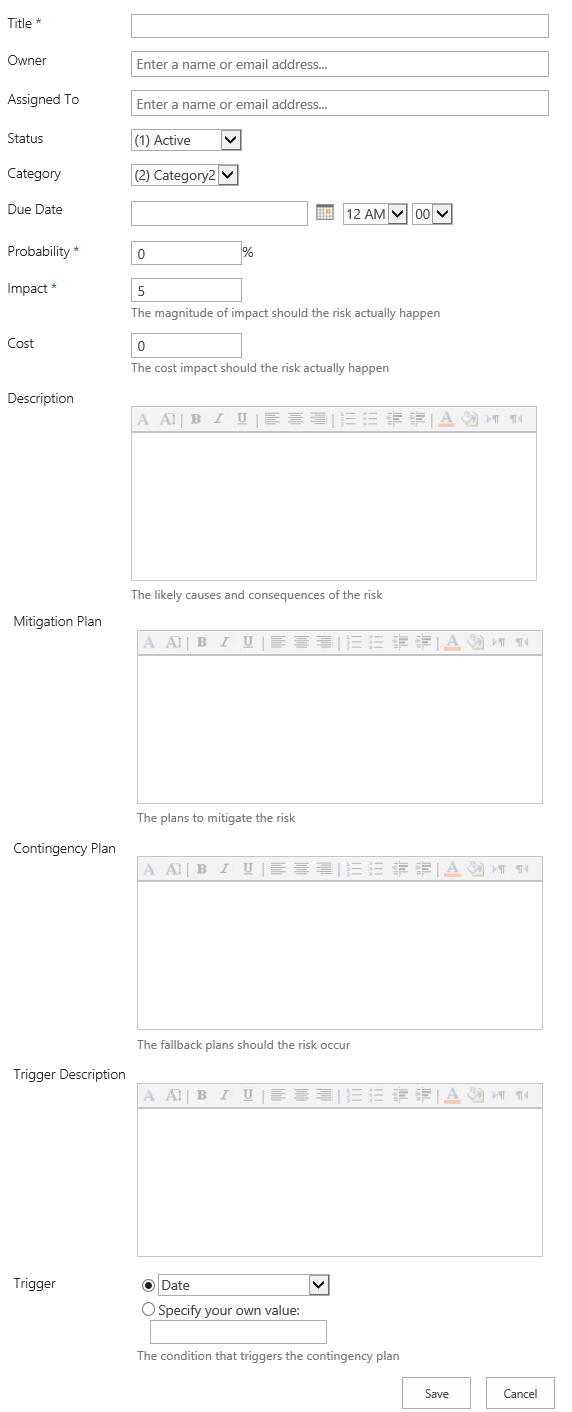 Title *
Owner
Enter a name or email address...
Assigned To
Enter a name or email address...
Status
(1) Active
Category
(2) Category2
Due Date
12 AM
00
Probability *
0
%
Impact *
5
The magnitude of impact should the risk actually happen
Cost
0
The cost impact should the risk actually happen
Description
A A B I U A
The likely causes and consequences of the risk
Mitigation Plan
A A B I U A
The plans to mitigate the risk
Contingency Plan
A A B I U A
The fallback plans should the risk occur
Trigger Description
A A B I U A
Trigger
Date
Specify your own value:
The condition that triggers the contingency plan
Save
Cancel